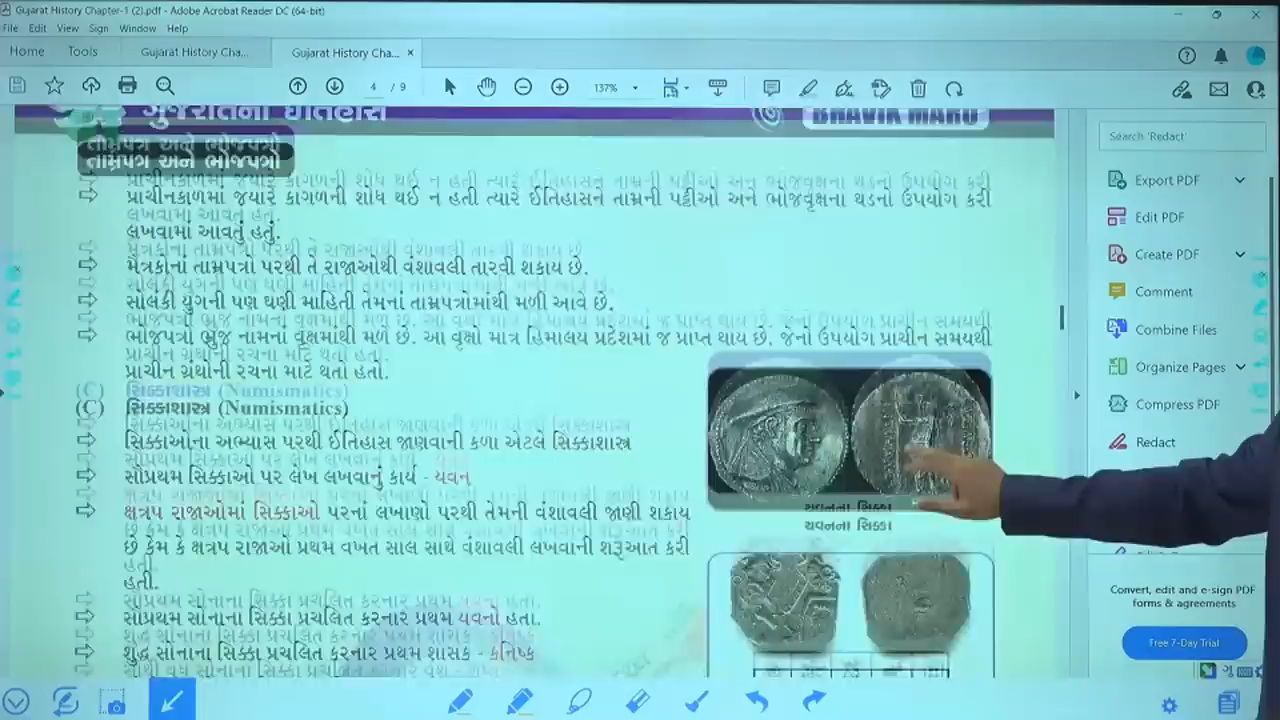 Gujarat History Chapter-1 (2).pdf - Adobe Acrobat Reader DC (64-bit)
File Edit View Sign Window Help
Home Tools Gujarat History Cha... Gujarat History Cha... ×
4 / 9 137%
ગુજરાતના ઇતિહાસ BHAVIK MARU
Search 'Redact'
તામ્રપત્ર અને ભોજપત્રો
પ્રાચીનકાળમાં જયારે કાગળની શોધ થઈ ન હતી ત્યારે ઈતિહાસને તામ્રની પટ્ટીઓ અને ભોજવૃક્ષના થડનો ઉપયોગ કરી
લખવામાં આવતું હતું.
મૈત્રકોનાં તામ્રપત્રો પરથી તે રાજાઓથી વંશાવલી તારવી શકાય છે.
સોલંકી યુગની પણ ઘણી માહિતી તેમનાં તામ્રપત્રોમાંથી મળી આવે છે.
ભોજપત્રો ભુજ નામનાં વૃક્ષમાંથી મળે છે. આ વૃક્ષો માત્ર હિમાલય પ્રદેશમાં જ પ્રાપ્ત થાય છે. જેનો ઉપયોગ પ્રાચીન સમયથી
પ્રાચીન ગ્રંથોની રચના માટે થતો હતો.
(C) સિક્કાશાસ્ત્ર (Numismatics)
સિક્કાઓના અભ્યાસ પરથી ઈતિહાસ જાણવાની કળા એટલે સિક્કાશાસ્ત્ર
સૌપ્રથમ સિક્કાઓ પર લેખ લખવાનું કાર્ય - યવન
ક્ષત્રપ રાજાઓમાં સિક્કાઓ પરનાં લખાણો પરથી તેમની વંશાવલી જાણી શકાય
છે કેમ કે ક્ષત્રપ રાજાઓ પ્રથમ વખત સાલ સાથે વંશાવલી લખવાની શરૂઆત કરી
હતી.
સૌપ્રથમ સોનાના સિક્કા પ્રચલિત કરનાર પ્રથમ યવનો હતા.
શુદ્ધ સોનાના સિક્કા પ્રચલિત કરનાર પ્રથમ શાસક - કનિષ્ક
યવનના સિક્કા
Export PDF
Edit PDF
Create PDF
Comment
Combine Files
Organize Pages
Compress PDF
Redact
Convert, edit and e-sign PDF
forms & agreements
Free 7-Day Trial